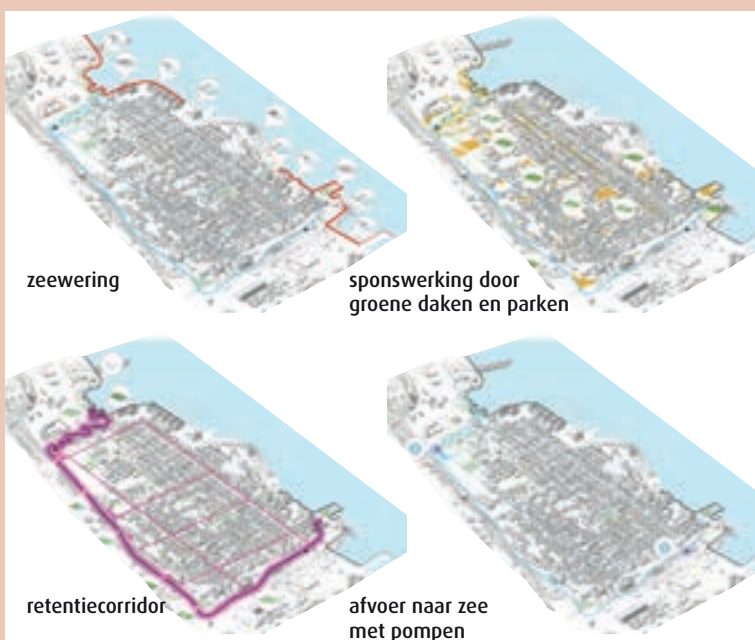 zeewering
sponswerking door
groene daken en parken
retentiecorridor
afvoer naar zee
met pompen